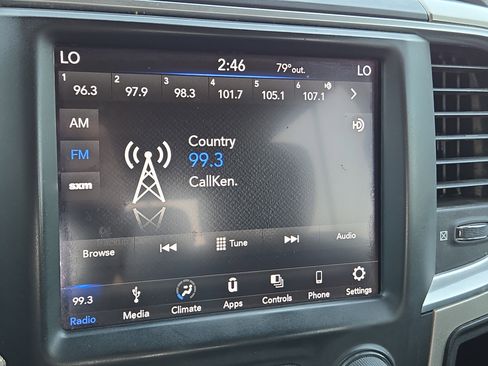 LO 2:46 79°out. LO
1 96.3 2 97.9 3 98.3 4 101.7 5 105.1 6 107.1
AM
Country
FM 99.3
sxm CallKen.
Browse Tune Audio
99.3
Radio Media Climate Apps Controls Phone Settings